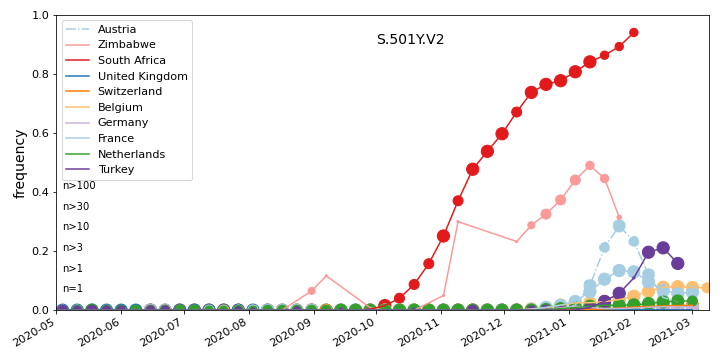 S.501Y.V2
frequency
1.0
0.8
0.6
0.4
0.2
0.0
Austria
Zimbabwe
South Africa
United Kingdom
Switzerland
Belgium
Germany
France
Netherlands
Turkey
n>100
n>30
n>10
n>3
n>1
n=1
2020-05
2020-06
2020-07
2020-08
2020-09
2020-10
2020-11
2020-12
2021-01
2021-02
2021-03